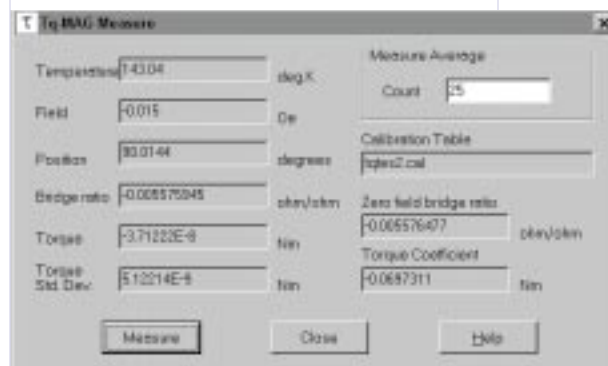 Tq-MAG Measure
Temperature 143.04 deg.K
Field -0.015 Oe
Position 90.0144 degrees
Bridge ratio -0.005575945 ohm/ohm
Torque -3.71222E-8 Nm
Torque Std. Dev. 5.12214E-8 Nm
Measure Average
Count 25
Calibration Table
tqtes2.cal
Zero field bridge ratio
-0.005576477 ohm/ohm
Torque Coefficient
-0.0697311 Nm
Measure Close Help